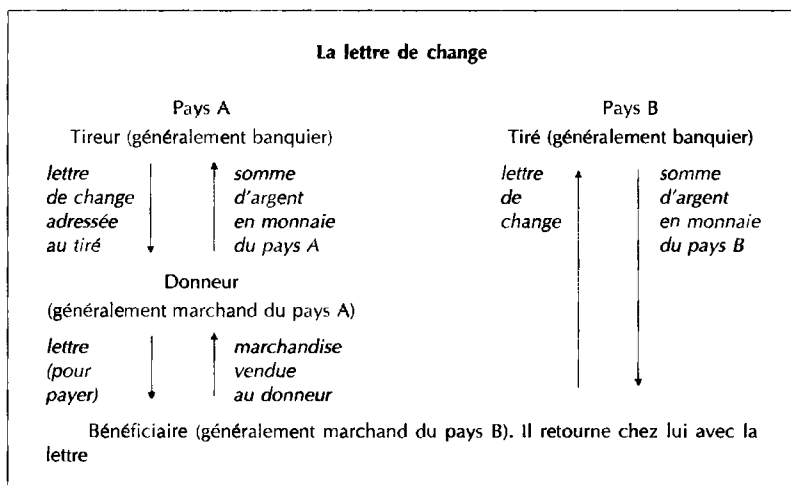 La lettre de change
Pays A
Tireur (généralement banquier)
lettre
de change
adressée
au tiré
somme
d'argent
en monnaie
du pays A
Donneur
(généralement marchand du pays A)
lettre
(pour
payer)
marchandise
vendue
au donneur
Pays B
Tiré (généralement banquier)
lettre
de
change
somme
d'argent
en monnaie
du pays B
Bénéficiaire (généralement marchand du pays B). Il retourne chez lui avec la
lettre